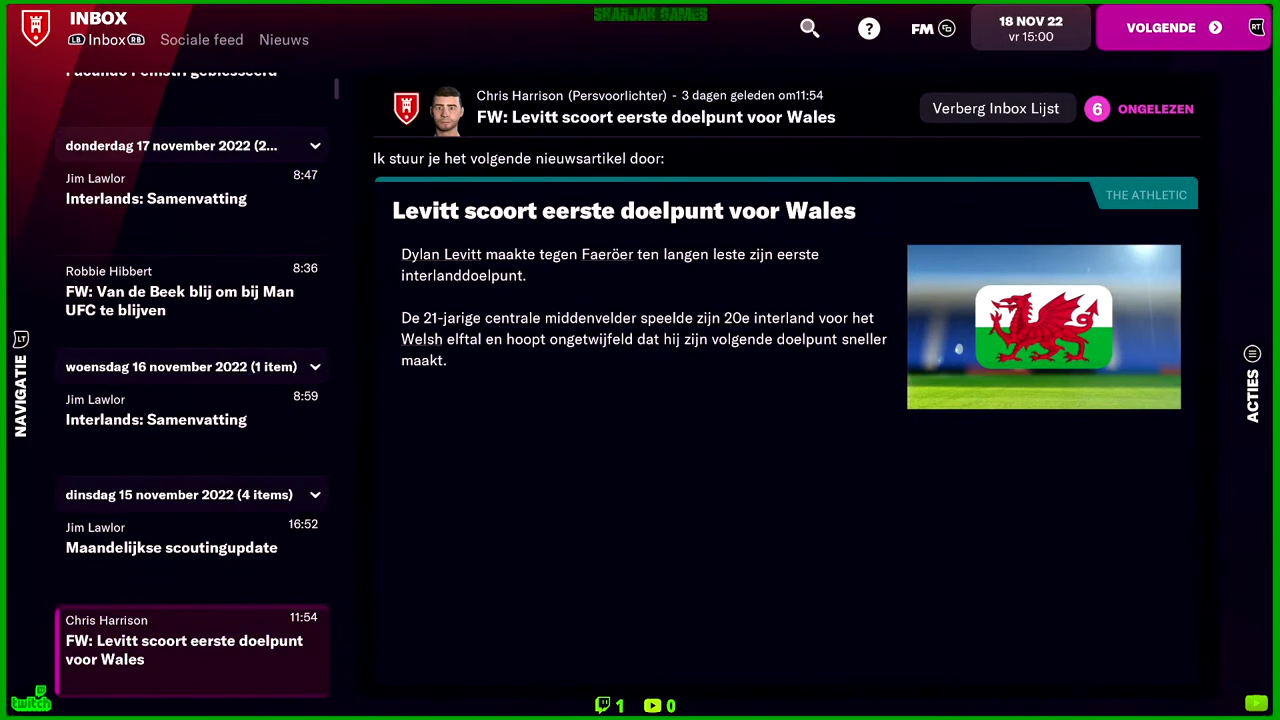 INBOX
SHARJAH GAMES
LB Inbox RB Sociale feed Nieuws
? FM 18 NOV 22
vr 15:00
VOLGENDE RT
donderdag 17 november 2022 (2...
Jim Lawlor 8:47
Interlands: Samenvatting
Robbie Hibbert 8:36
FW: Van de Beek blij om bij Man
UFC te blijven
woensdag 16 november 2022 (1 item)
Jim Lawlor 8:59
Interlands: Samenvatting
dinsdag 15 november 2022 (4 items)
Jim Lawlor 16:52
Maandelijkse scoutingupdate
Chris Harrison 11:54
FW: Levitt scoort eerste doelpunt
voor Wales
LT
NAVIGATIE
Chris Harrison (Persvoorlichter) - 3 dagen geleden om11:54
FW: Levitt scoort eerste doelpunt voor Wales
Verberg Inbox Lijst 6 ONGELEZEN
Ik stuur je het volgende nieuwsartikel door:
THE ATHLETIC
Levitt scoort eerste doelpunt voor Wales
Dylan Levitt maakte tegen Faeröer ten langen leste zijn eerste
interlanddoelpunt.
De 21-jarige centrale middenvelder speelde zijn 20e interland voor het
Welsh elftal en hoopt ongetwijfeld dat hij zijn volgende doelpunt sneller
maakt.
ACTIES
twitch
1 0